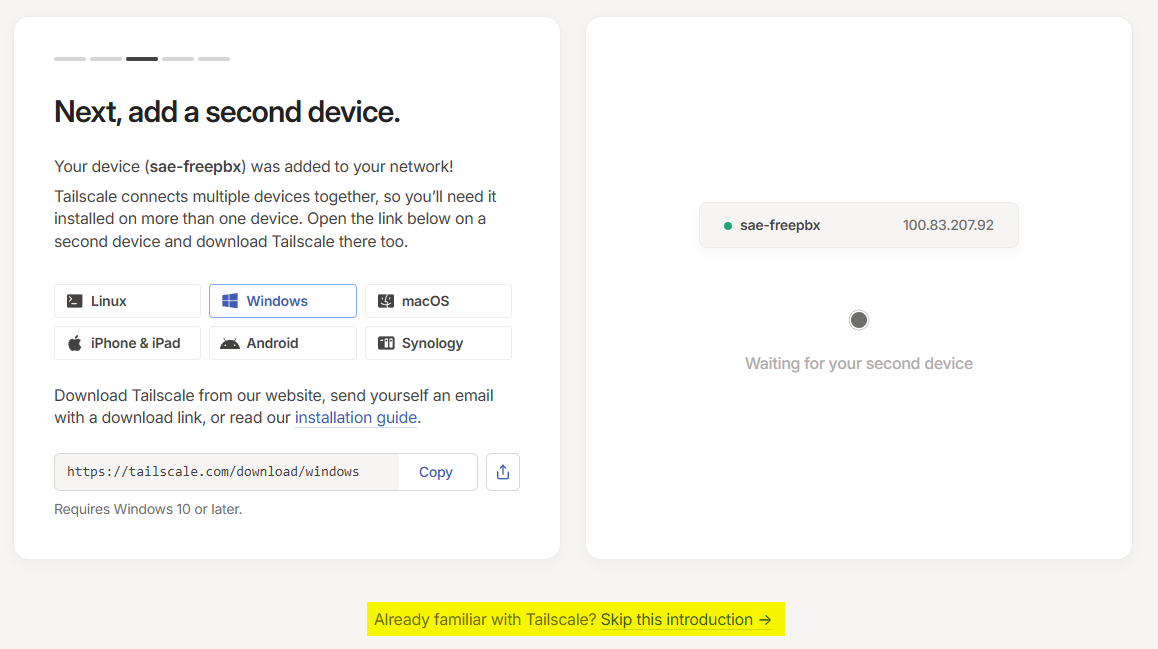 Next, add a second device.
Your device (sae-freepbx) was added to your network!
Tailscale connects multiple devices together, so you’ll need it
installed on more than one device. Open the link below on a
second device and download Tailscale there too.
Linux
Windows
macOS
iPhone & iPad
Android
Synology
Download Tailscale from our website, send yourself an email
with a download link, or read our installation guide.
https://tailscale.com/download/windows
Copy
Requires Windows 10 or later.
sae-freepbx 100.83.207.92
Waiting for your second device
Already familiar with Tailscale? Skip this introduction →